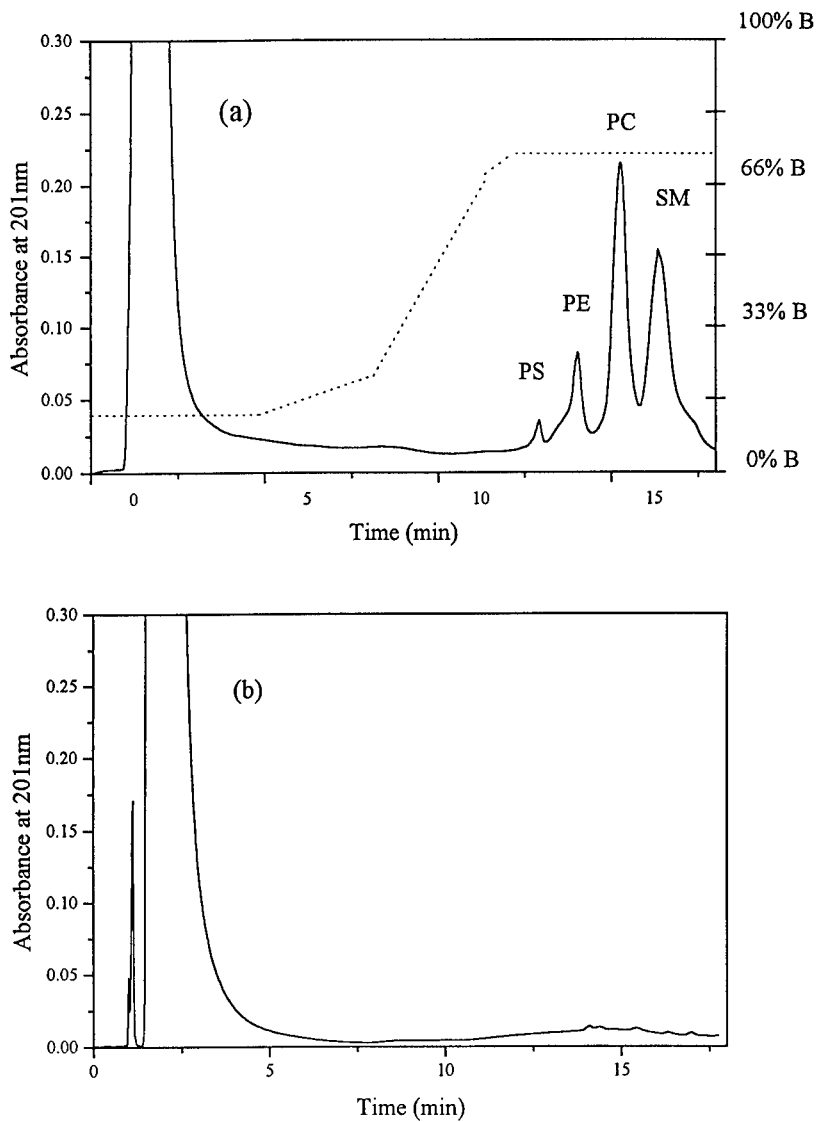 100% B
0.30
(a)
PC
0.25
66% B
0.20
SM
Absorbance at 201nm
0.15
PE
33% B
0.10
PS
0.05
0% B
0.00
0 5 10 15
Time (min)
0.30
(b)
0.25
0.20
Absorbance at 201nm
0.15
0.10
0.05
0.00
0 5 10 15
Time (min)